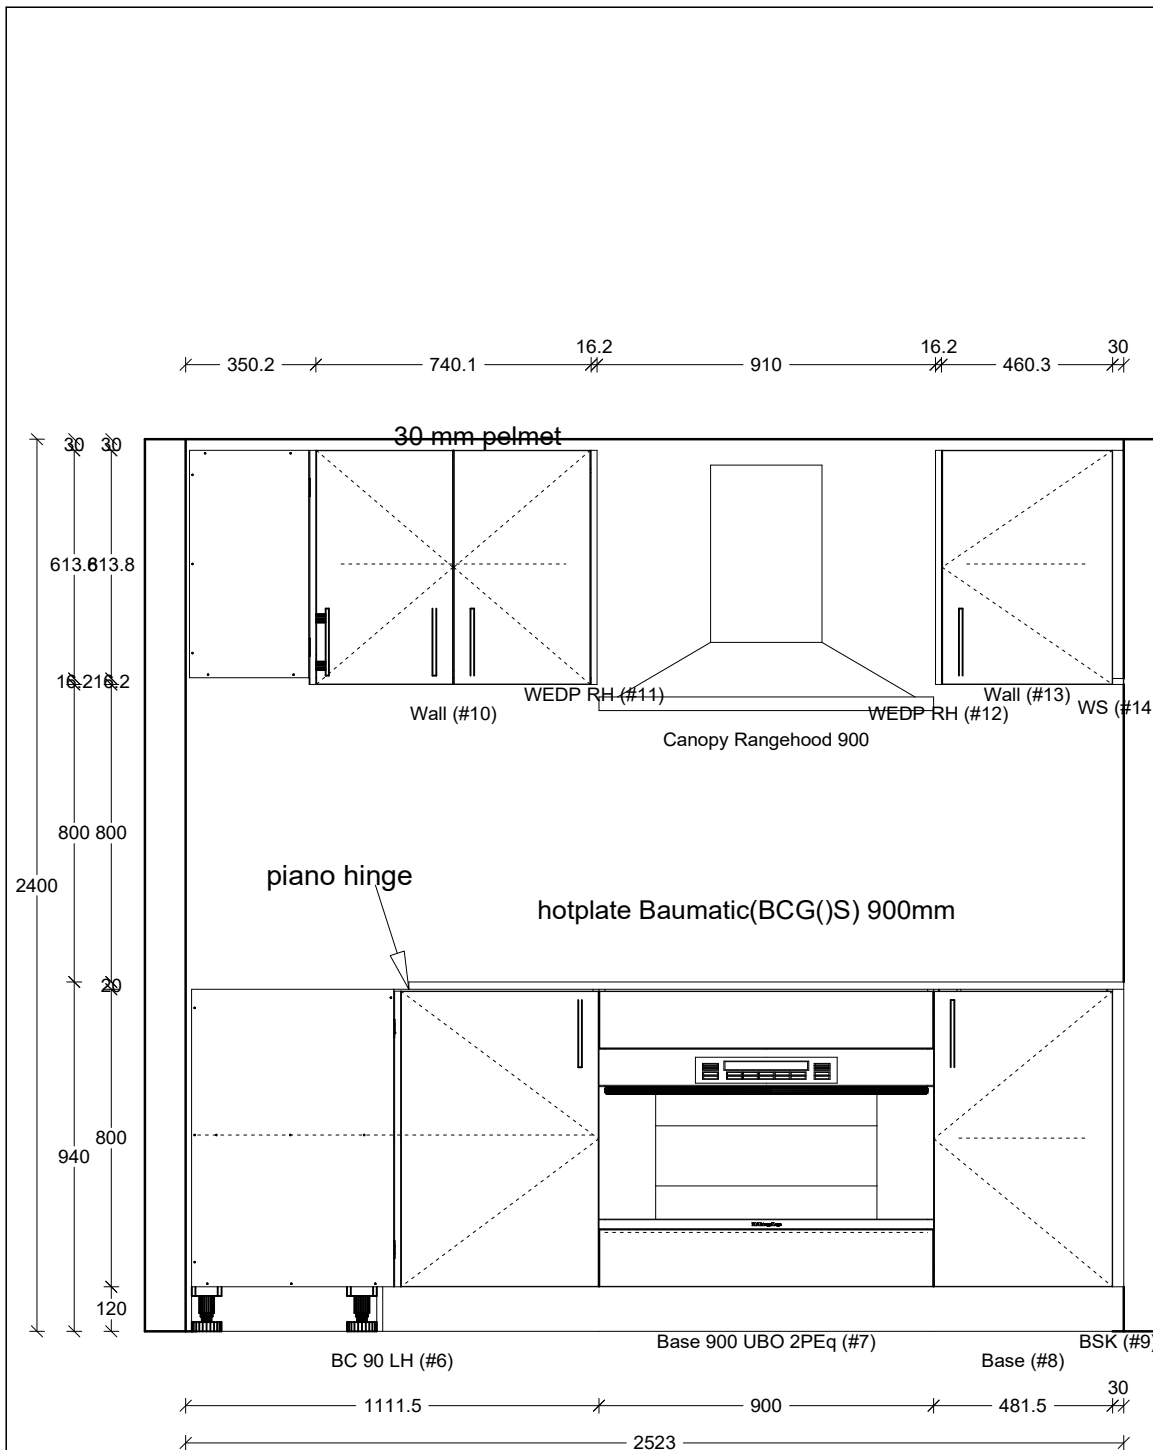 16.2 16.2 30
350.2 740.1 910 460.3
30 30 30 mm pelmet
613.8 613.8
16.2 16.2
WEDP RH (#11) Wall (#13)
Wall (#10) WEDP RH (#12) WS (#14
Canopy Rangehood 900
800 800
piano hinge
2400
hotplate Baumatic(BCG()S) 900mm
20
800
940
120
Base 900 UBO 2PEq (#7) BSK (#9)
BC 90 LH (#6) Base (#8)
30
1111.5 900 481.5
2523